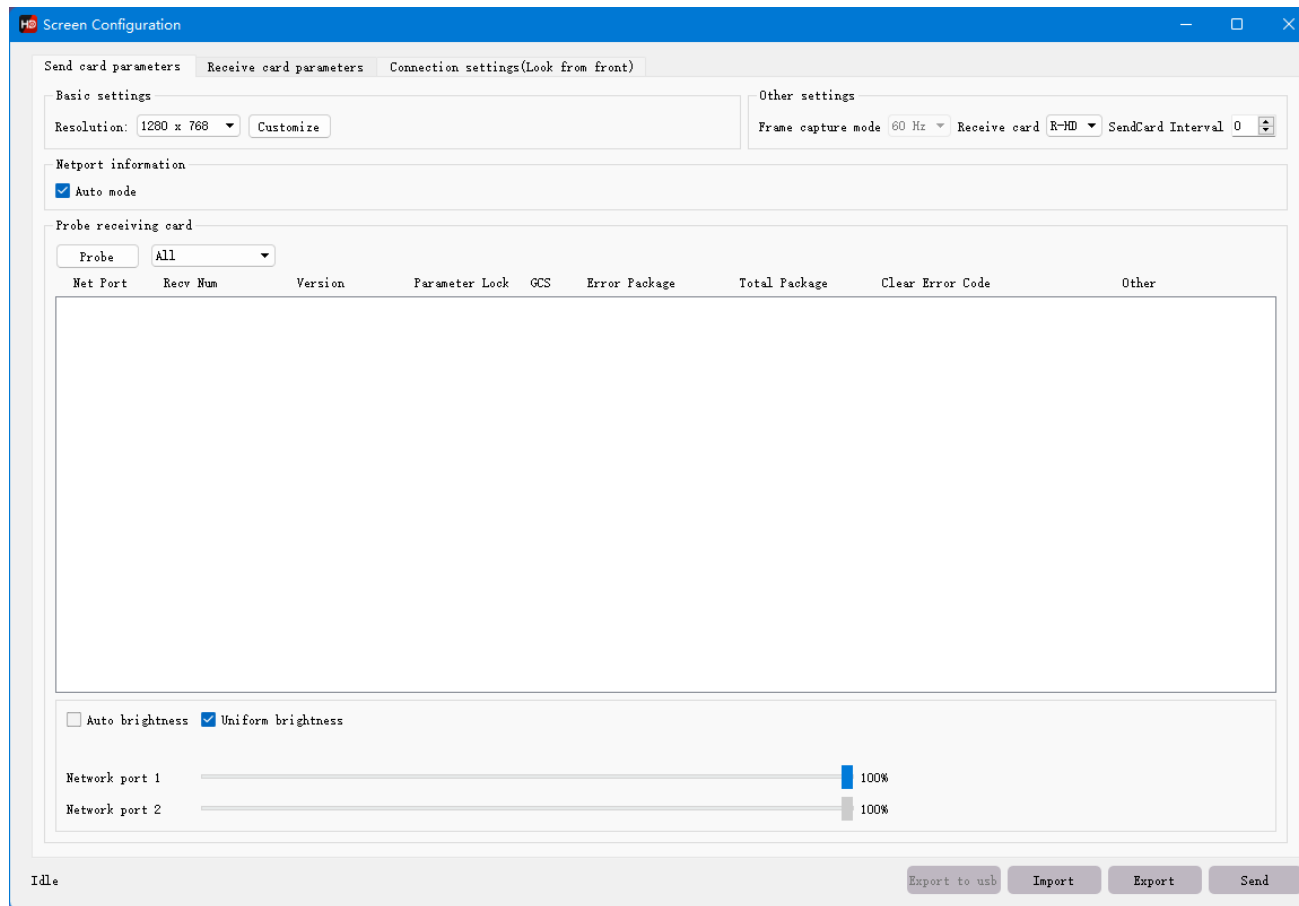 HD Screen Configuration
Send card parameters Receive card parameters Connection settings(Look from front)
Basic settings Other settings
Resolution: 1280 x 768 Customize Frame capture mode 60 Hz Receive card R-HD SendCard Interval 0
Netport information
Auto mode
Probe receiving card
Probe All
Net Port Recv Num Version Parameter Lock GCS Error Package Total Package Clear Error Code Other
Auto brightness Uniform brightness
Network port 1 100%
Network port 2 100%
Idle Export to usb Import Export Send